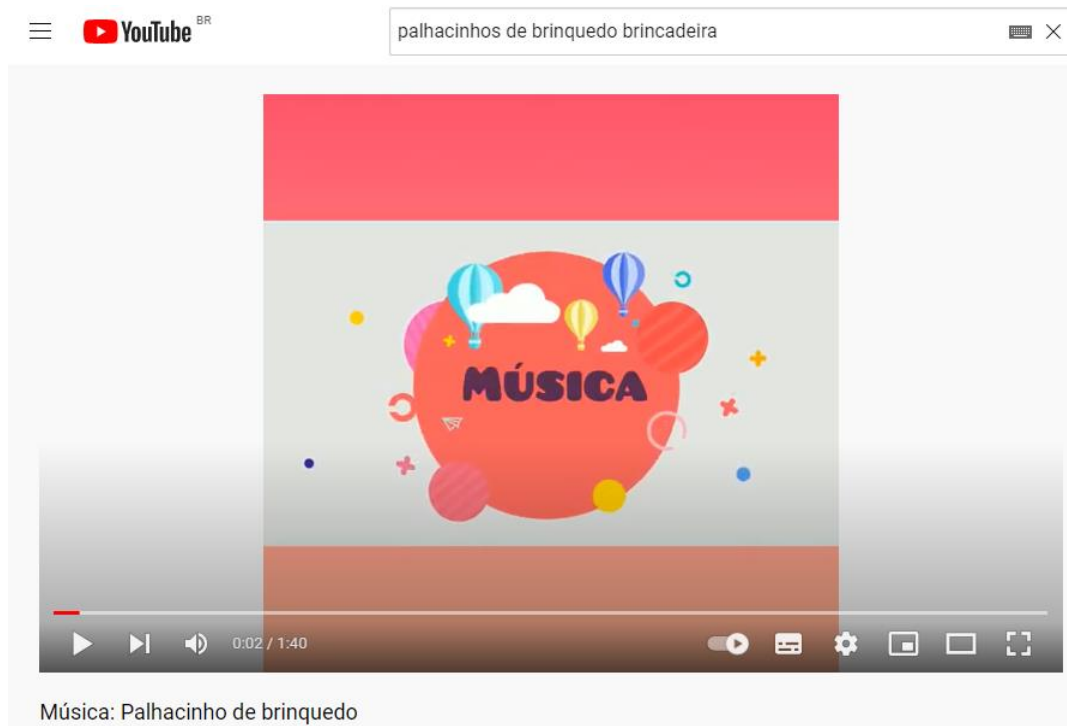 YouTube BR
palhacinhos de brinquedo brincadeira
MÚSICA
0:02 / 1:40
Música: Palhacinho de brinquedo